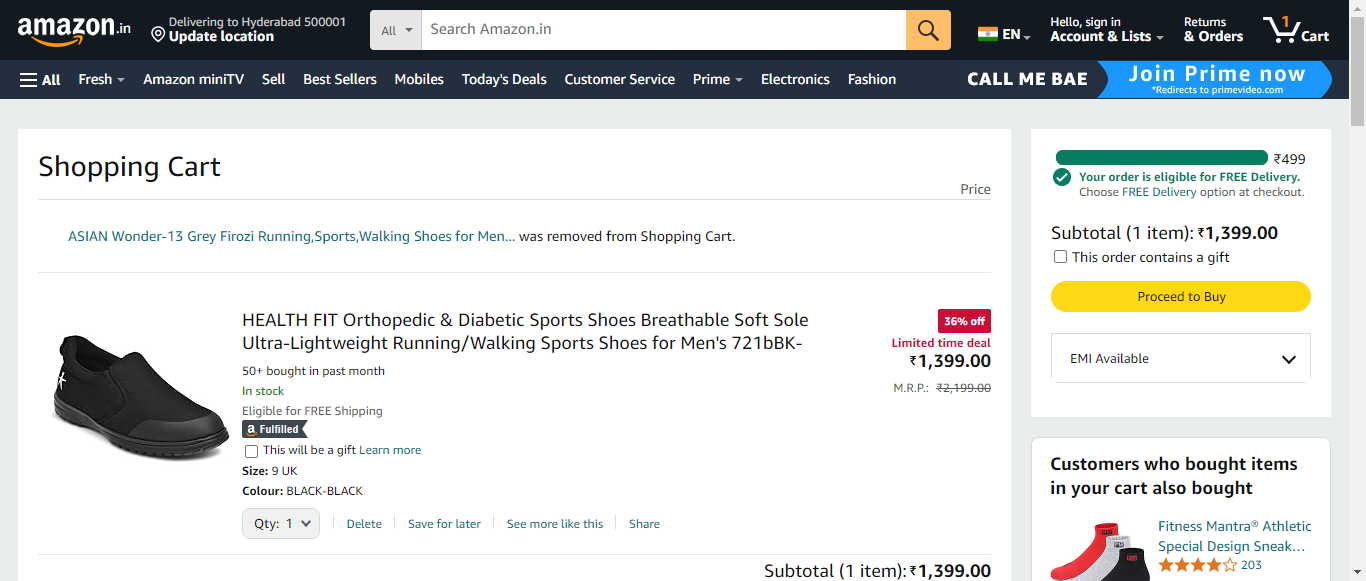 amazon.in
Delivering to Hyderabad 500001
Update location
All
Search Amazon.in
EN
Hello, sign in
Account & Lists
Returns
& Orders
1
Cart
All
Fresh
Amazon miniTV
Sell
Best Sellers
Mobiles
Today's Deals
Customer Service
Prime
Electronics
Fashion
CALL ME BAE
Join Prime now
*Redirects to primevideo.com
Shopping Cart
Price
ASIAN Wonder-13 Grey Firozi Running,Sports,Walking Shoes for Men... was removed from Shopping Cart.
HEALTH FIT Orthopedic & Diabetic Sports Shoes Breathable Soft Sole
Ultra-Lightweight Running/Walking Sports Shoes for Men's 721bBK-
50+ bought in past month
In stock
Eligible for FREE Shipping
a Fulfilled
This will be a gift Learn more
Size: 9 UK
Colour: BLACK-BLACK
Qty: 1
Delete
Save for later
See more like this
Share
36% off
Limited time deal
₹1,399.00
M.R.P.: ₹2,199.00
Subtotal (1 item): ₹1,399.00
₹499
Your order is eligible for FREE Delivery.
Choose FREE Delivery option at checkout.
Subtotal (1 item): ₹1,399.00
This order contains a gift
Proceed to Buy
EMI Available
Customers who bought items
in your cart also bought
Fitness Mantra® Athletic
Special Design Sneak...
203